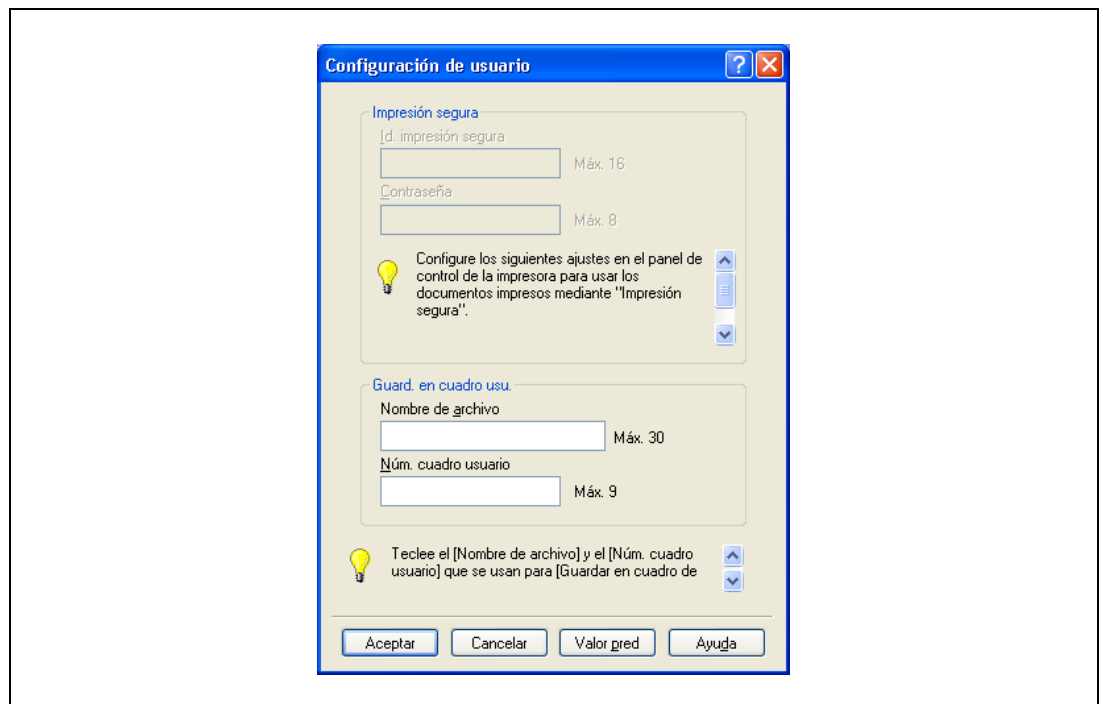 Configuración de usuario
Impresión segura
Id. impresión segura
Máx. 16
Contraseña
Máx. 8
Configure los siguientes ajustes en el panel de
control de la impresora para usar los
documentos impresos mediante "Impresión
segura".
Guard. en cuadro usu.
Nombre de archivo
Máx. 30
Núm. cuadro usuario
Máx. 9
Teclee el [Nombre de archivo] y el [Núm. cuadro
usuario] que se usan para [Guardar en cuadro de
Aceptar Cancelar Valor pred Ayuda